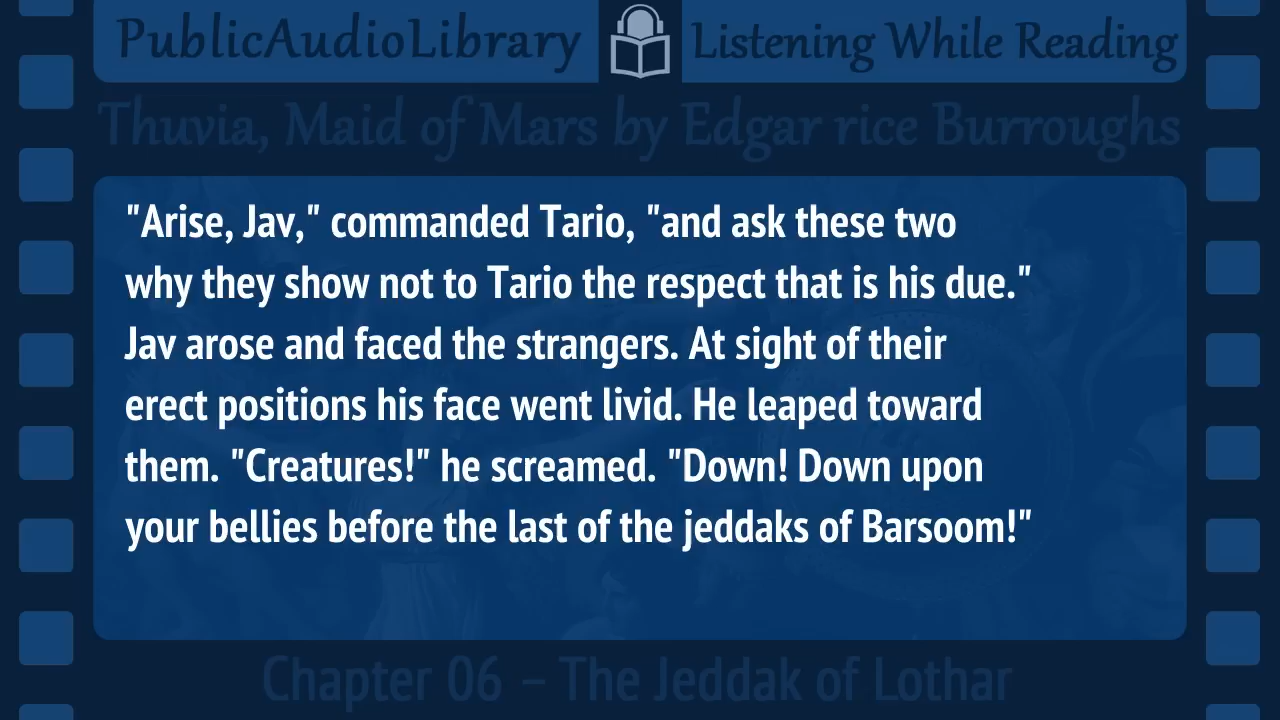 PublicAudioLibrary Listening While Reading
Thuvia, Maid of Mars by Edgar rice Burroughs
"Arise, Jav," commanded Tario, "and ask these two
why they show not to Tario the respect that is his due."
Jav arose and faced the strangers. At sight of their
erect positions his face went livid. He leaped toward
them. "Creatures!" he screamed. "Down! Down upon
your bellies before the last of the jeddaks of Barsoom!"
Chapter 06 – The Jeddak of Lothar